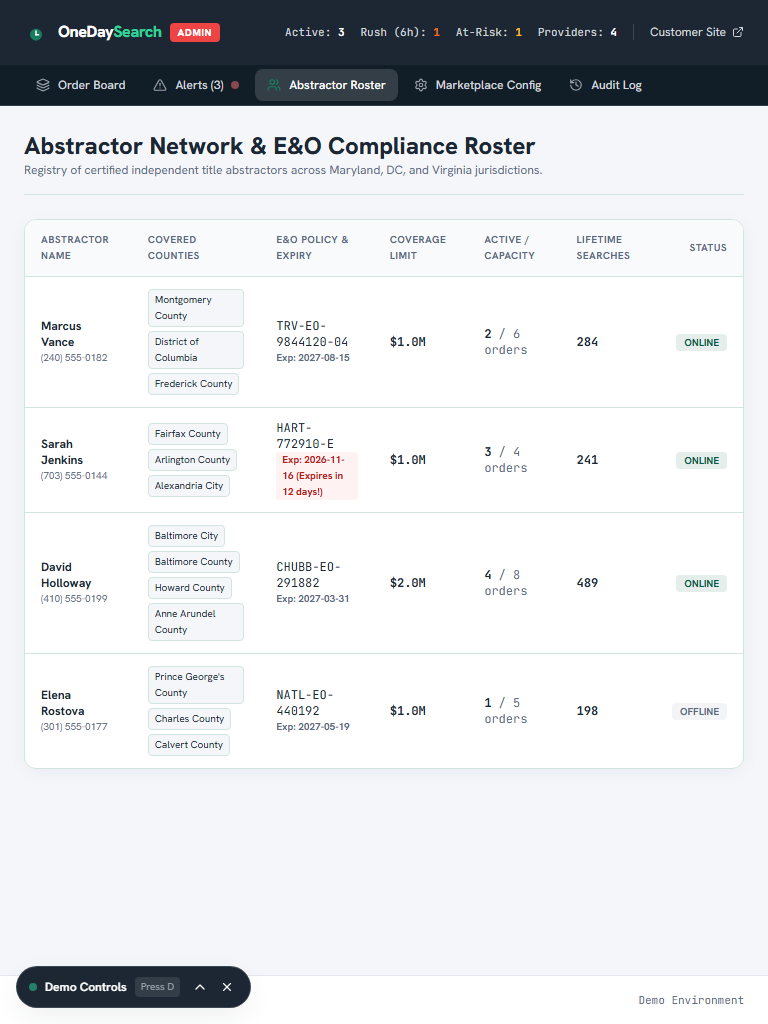 OneDaySearch ADMIN Active: 3 Rush (6h): 1 At-Risk: 1 Providers: 4 Customer Site
Order Board Alerts (3) Abstractor Roster Marketplace Config Audit Log
Abstractor Network & E&O Compliance Roster
Registry of certified independent title abstractors across Maryland, DC, and Virginia jurisdictions.
ABSTRACTOR NAME
COVERED COUNTIES
E&O POLICY & EXPIRY
COVERAGE LIMIT
ACTIVE / CAPACITY
LIFETIME SEARCHES
STATUS
Marcus
Vance
(240) 555-0182
Montgomery
County
District of
Columbia
Frederick County
TRV-EO-
9844120-04
Exp: 2027-08-15
$1.0M
2 / 6
orders
284
ONLINE
Sarah
Jenkins
(703) 555-0144
Fairfax County
Arlington County
Alexandria City
HART-
772910-E
Exp: 2026-11-
16 (Expires in
12 days!)
$1.0M
3 / 4
orders
241
ONLINE
David
Holloway
(410) 555-0199
Baltimore City
Baltimore County
Howard County
Anne Arundel
County
CHUBB-EO-
291882
Exp: 2027-03-31
$2.0M
4 / 8
orders
489
ONLINE
Elena
Rostova
(301) 555-0177
Prince George's
County
Charles County
Calvert County
NATL-EO-
440192
Exp: 2027-05-19
$1.0M
1 / 5
orders
198
OFFLINE
Demo Controls Press D
Demo Environment